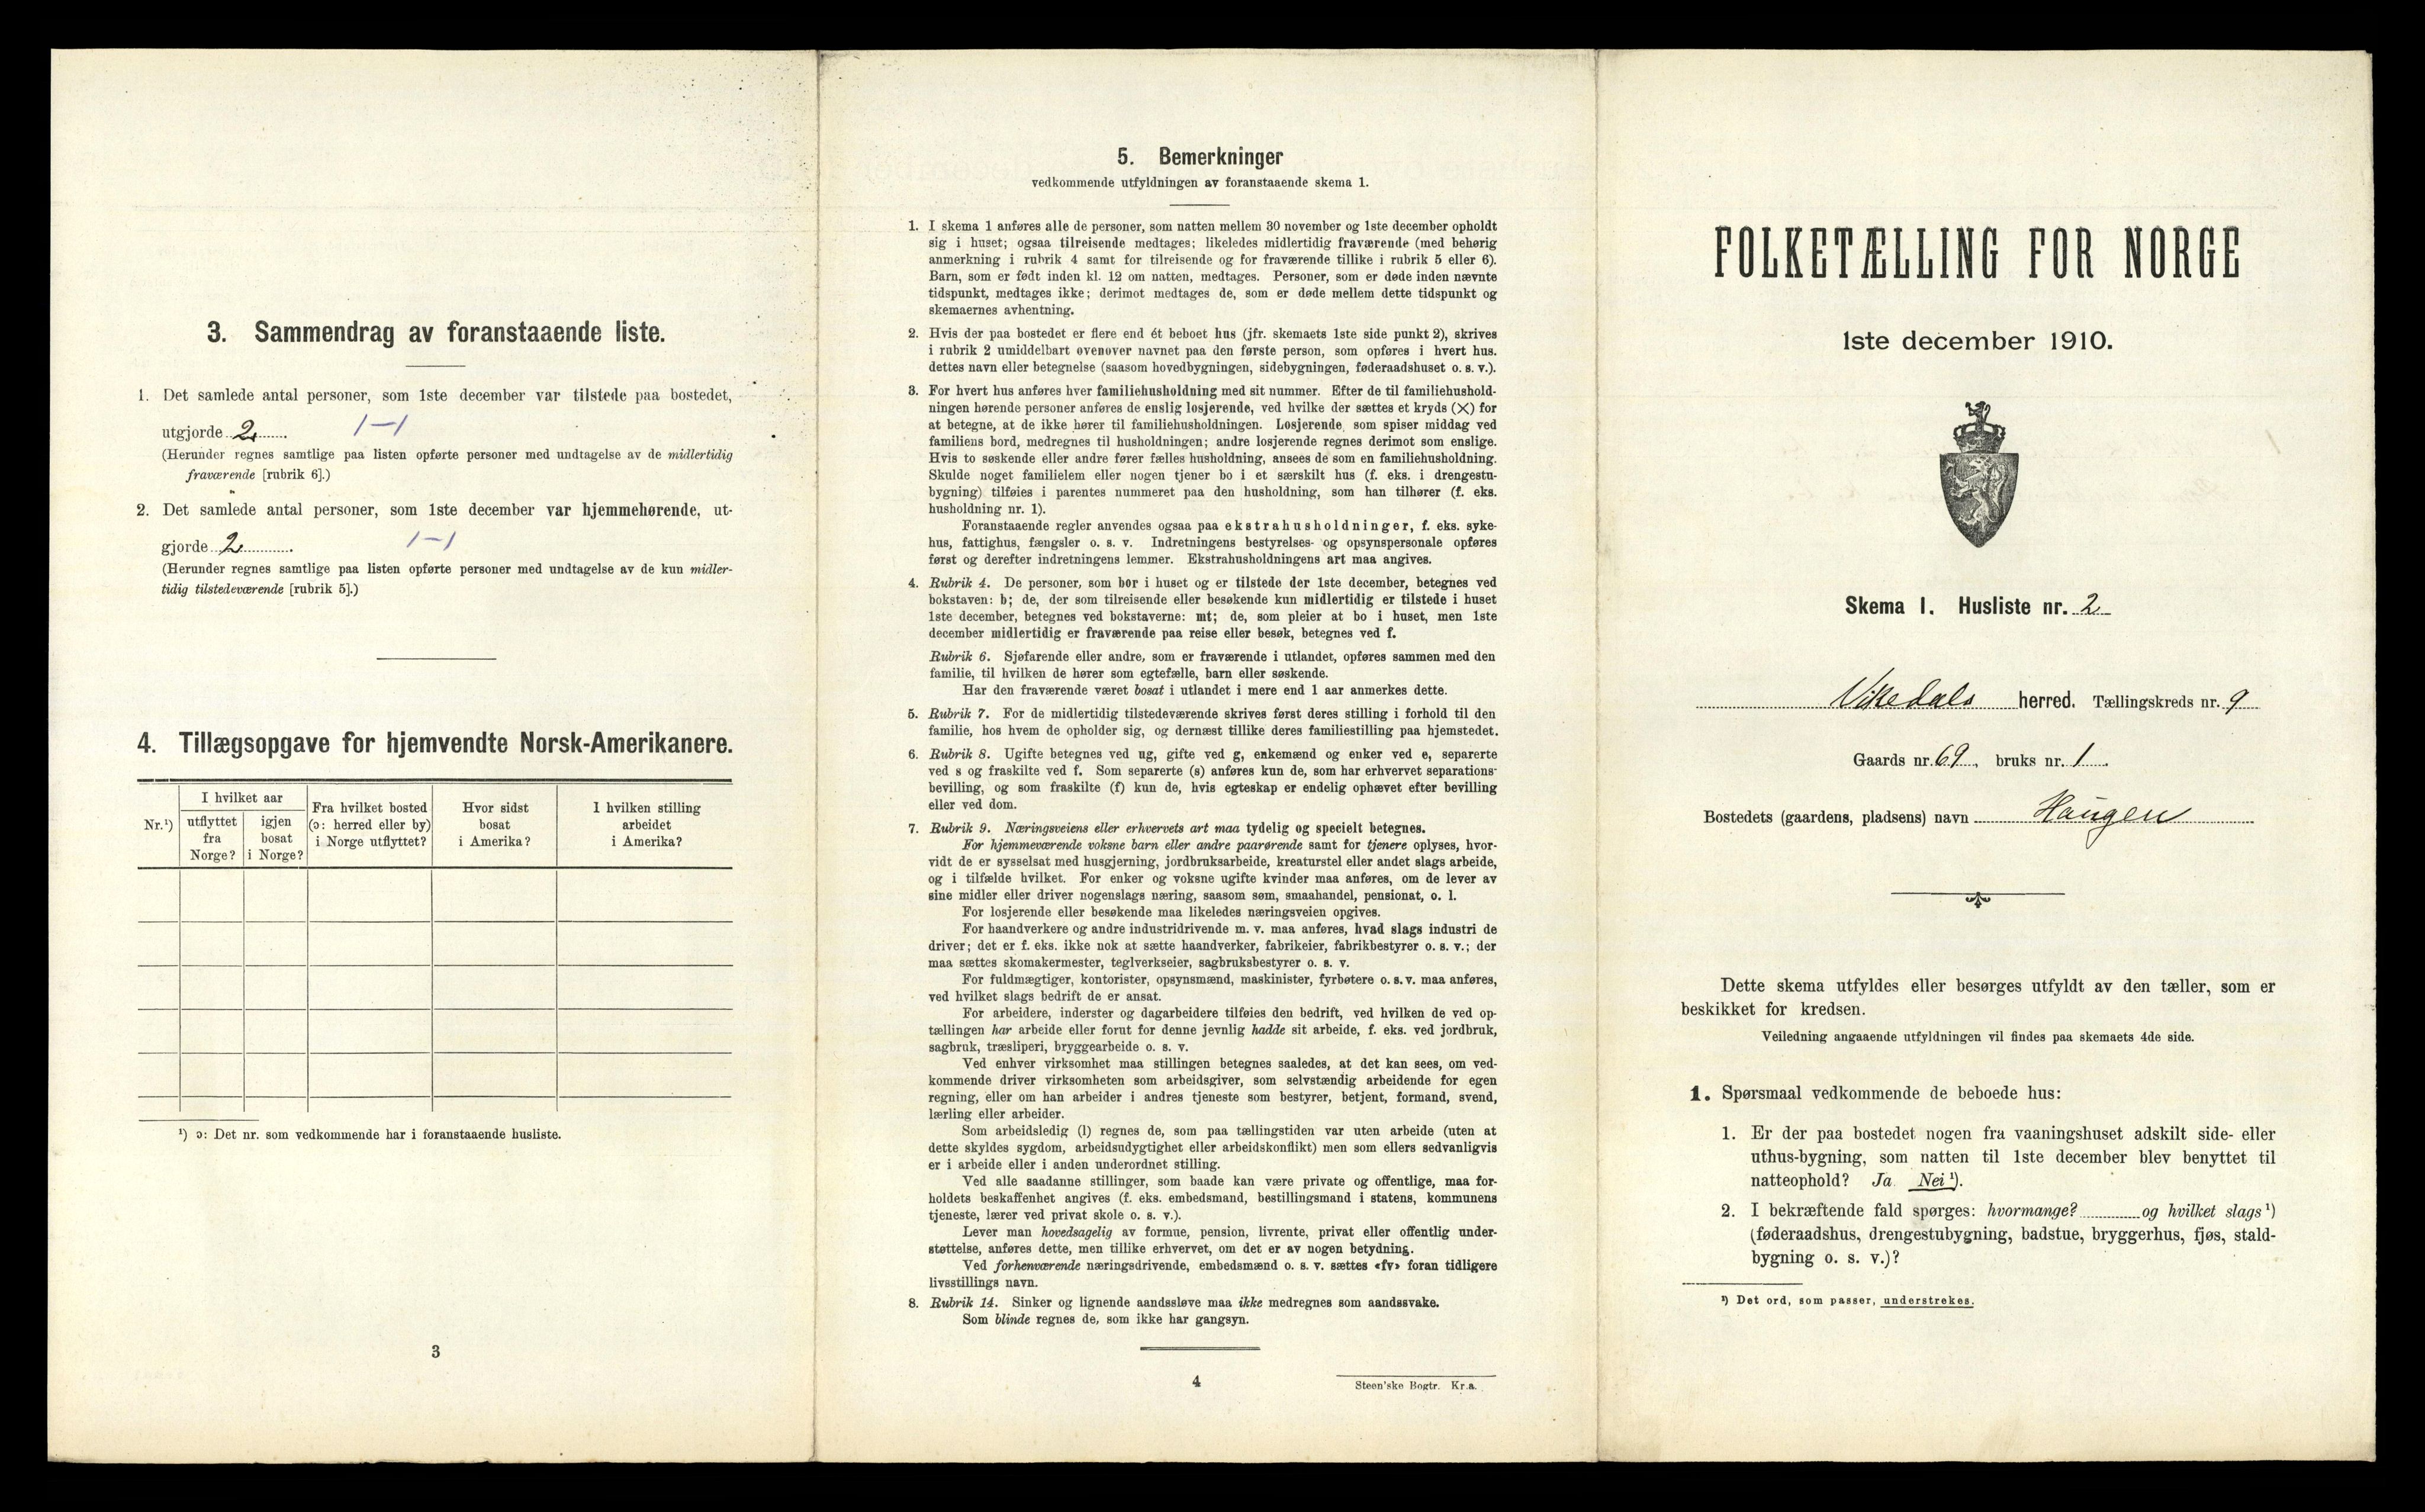 3. Sammendrag av foranstaaende liste.
1. Det samlede antal personer, som 1ste december var tilstede paa bostedet,
utgjorde 2 1-1
(Herunder regnes samtlige paa listen opførte personer med undtagelse av de midlertidig
fraværende [rubrik 6].)
2. Det samlede antal personer, som 1ste december var hjemmehørende, ut-
gjorde 2 1-1
(Herunder regnes samtlige paa listen opførte personer med undtagelse av de kun midler-
tidig tilstedeværende [rubrik 5].)
4. Tillægsopgave for hjemvendte Norsk-Amerikanere.
Nr.¹)
I hvilket aar
utflyttet
fra
Norge?
igjen
bosat
i Norge?
Fra hvilket bosted
(ɔ: herred eller by)
i Norge utflyttet?
Hvor sidst
bosat
i Amerika?
I hvilken stilling
arbeidet
i Amerika?
¹) ɔ: Det nr. som vedkommende har i foranstaaende husliste.
3
5. Bemerkninger
vedkommende utfyldningen av foranstaaende skema 1.
1. I skema 1 anføres alle de personer, som natten mellem 30 november og 1ste december opholdt
sig i huset; ogsaa tilreisende medtages; likeledes midlertidig fraværende (med behørig
anmerkning i rubrik 4 samt for tilreisende og for fraværende tillike i rubrik 5 eller 6).
Barn, som er født inden kl. 12 om natten, medtages. Personer, som er døde inden nævnte
tidspunkt, medtages ikke; derimot medtages de, som er døde mellem dette tidspunkt og
skemaernes avhentning.
2. Hvis der paa bostedet er flere end ét beboet hus (jfr. skemaets 1ste side punkt 2), skrives
i rubrik 2 umiddelbart ovenover navnet paa den første person, som opføres i hvert hus.
dettes navn eller betegnelse (saasom hovedbygningen, sidebygningen, føderaadshuset o. s. v.).
3. For hvert hus anføres hver familiehusholdning med sit nummer. Efter de til familiehushold-
ningen hørende personer anføres de enslig losjerende, ved hvilke der sættes et kryds (×) for
at betegne, at de ikke hører til familiehusholdningen. Losjerende, som spiser middag ved
familiens bord, medregnes til husholdningen; andre losjerende regnes derimot som enslige.
Hvis to søskende eller andre fører fælles husholdning, ansees de som en familiehusholdning.
Skulde noget familielem eller nogen tjener bo i et særskilt hus (f. eks. i drengestu-
bygning) tilføies i parentes nummeret paa den husholdning, som han tilhører (f. eks.
husholdning nr. 1).
Foranstaaende regler anvendes ogsaa paa ekstrahusholdninger, f. eks. syke-
hus, fattighus, fængsler o. s. v. Indretningens bestyrelses- og opsynspersonale opføres
først og derefter indretningens lemmer. Ekstrahusholdningens art maa angives.
4. Rubrik 4. De personer, som bor i huset og er tilstede der 1ste december, betegnes ved
bokstaven: b; de, der som tilreisende eller besøkende kun midlertidig er tilstede i huset
1ste december, betegnes ved bokstaverne: mt; de, som pleier at bo i huset, men 1ste
december midlertidig er fraværende paa reise eller besøk, betegnes ved f.
Rubrik 6. Sjøfarende eller andre, som er fraværende i utlandet, opføres sammen med den
familie, til hvilken de hører som egtefælle, barn eller søskende.
Har den fraværende været bosat i utlandet i mere end 1 aar anmerkes dette.
5. Rubrik 7. For de midlertidig tilstedeværende skrives først deres stilling i forhold til den
familie, hos hvem de opholder sig, og dernæst tillike deres familiestilling paa hjemstedet.
6. Rubrik 8. Ugifte betegnes ved ug, gifte ved g, enkemænd og enker ved e, separerte
ved s og fraskilte ved f. Som separerte (s) anføres kun de, som har erhvervet separations-
bevilling, og som fraskilte (f) kun de, hvis egteskap er endelig ophævet efter bevilling
eller ved dom.
7. Rubrik 9. Næringsveiens eller erhvervets art maa tydelig og specielt betegnes.
For hjemmeværende voksne barn eller andre paarørende samt for tjenere oplyses, hvor-
vidt de er sysselsat med husgjerning, jordbruksarbeide, kreaturstel eller andet slags arbeide,
og i tilfælde hvilket. For enker og voksne ugifte kvinder maa anføres, om de lever av
sine midler eller driver nogenslags næring, saasom søm, smaahandel, pensionat, o. l.
For losjerende eller besøkende maa likeledes næringsveien opgives.
For haandverkere og andre industridrivende m. v. maa anføres, hvad slags industri de
driver; det er f. eks. ikke nok at sætte haandverker, fabrikeier, fabrikbestyrer o. s. v.; der
maa sættes skomakermester, teglverkseier, sagbruksbestyrer o. s. v.
For fuldmægtiger, kontorister, opsynsmænd, maskinister, fyrbøtere o. s. v. maa anføres,
ved hvilket slags bedrift de er ansat.
For arbeidere, inderster og dagarbeidere tilføies den bedrift, ved hvilken de ved op-
tællingen har arbeide eller forut for denne jevnlig hadde sit arbeide, f. eks. ved jordbruk,
sagbruk, træsliperi, bryggearbeide o. s. v.
Ved enhver virksomhet maa stillingen betegnes saaledes, at det kan sees, om ved-
kommende driver virksomheten som arbeidsgiver, som selvstændig arbeidende for egen
regning, eller om han arbeider i andres tjeneste som bestyrer, betjent, formand, svend,
lærling eller arbeider.
Som arbeidsledig (l) regnes de, som paa tællingstiden var uten arbeide (uten at
dette skyldes sygdom, arbeidsudygtighet eller arbeidskonflikt) men som ellers sedvanligvis
er i arbeide eller i anden underordnet stilling.
Ved alle saadanne stillinger, som baade kan være private og offentlige, maa for-
holdets beskaffenhet angives (f. eks. embedsmand, bestillingsmand i statens, kommunens
tjeneste, lærer ved privat skole o. s. v.).
Lever man hovedsagelig av formue, pension, livrente, privat eller offentlig under-
støttelse, anføres dette, men tillike erhvervet, om det er av nogen betydning.
Ved forhenværende næringsdrivende, embedsmænd o. s. v. sættes «fv» foran tidligere
livsstillings navn.
8. Rubrik 14. Sinker og lignende aandssløve maa ikke medregnes som aandssvake.
Som blinde regnes de, som ikke har gangsyn.
4
Steen'ske Bogtr. Kr.a.
FOLKETÆLLING FOR NORGE
1ste december 1910.
Skema 1. Husliste nr. 2
Vikedals herred. Tællingskreds nr. 9
Gaards nr. 69, bruks nr. 1.
Bostedets (gaardens, pladsens) navn Haugen
Dette skema utfyldes eller besørges utfyldt av den tæller, som er
beskikket for kredsen.
Veiledning angaaende utfyldningen vil findes paa skemaets 4de side.
1. Spørsmaal vedkommende de beboede hus:
1. Er der paa bostedet nogen fra vaaningshuset adskilt side- eller
uthus-bygning, som natten til 1ste december blev benyttet til
natteophold? Ja Nei ¹).
2. I bekræftende fald spørges: hvormange? og hvilket slags ¹)
(føderaadshus, drengestubygning, badstue, bryggerhus, fjøs, stald-
bygning o. s. v.)?
¹) Det ord, som passer, understrekes.